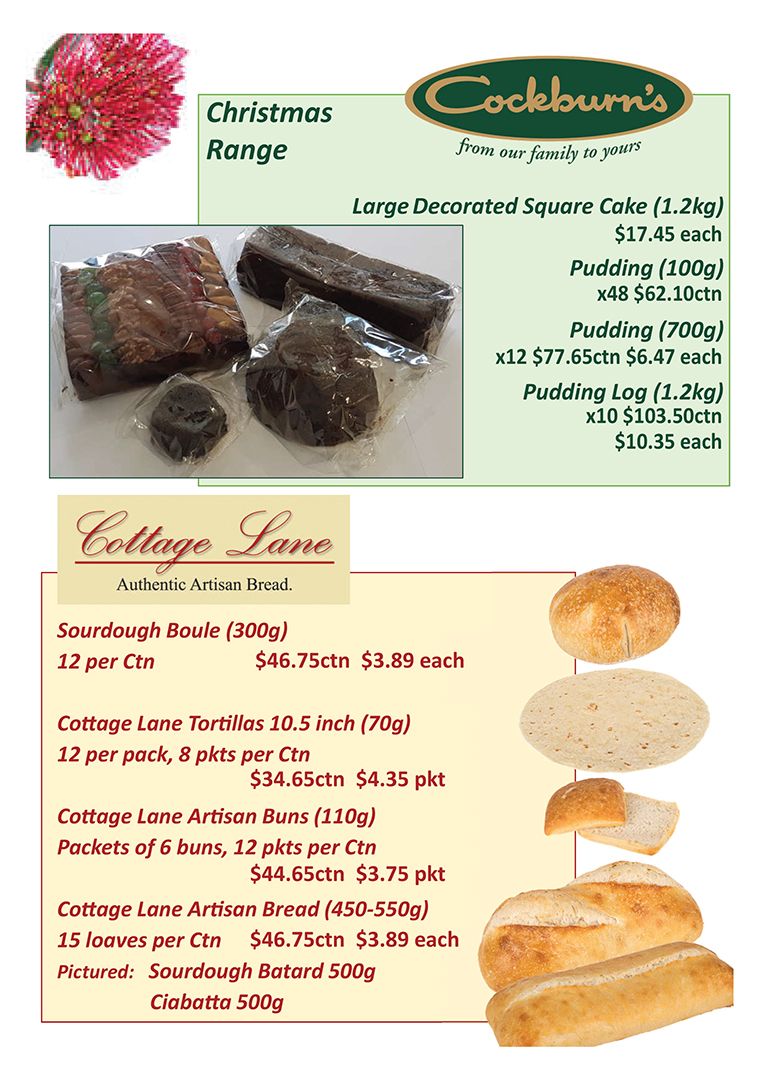 Christmas
Range
Cockburn's
from our family to yours
Large Decorated Square Cake (1.2kg)
$17.45 each
Pudding (100g)
x48 $62.10ctn
Pudding (700g)
x12 $77.65ctn $6.47 each
Pudding Log (1.2kg)
x10 $103.50ctn
$10.35 each
Cottage Lane
Authentic Artisan Bread.
Sourdough Boule (300g)
12 per Ctn $46.75ctn $3.89 each
Cottage Lane Tortillas 10.5 inch (70g)
12 per pack, 8 pkts per Ctn
$34.65ctn $4.35 pkt
Cottage Lane Artisan Buns (110g)
Packets of 6 buns, 12 pkts per Ctn
$44.65ctn $3.75 pkt
Cottage Lane Artisan Bread (450-550g)
15 loaves per Ctn $46.75ctn $3.89 each
Pictured: Sourdough Batard 500g
Ciabatta 500g